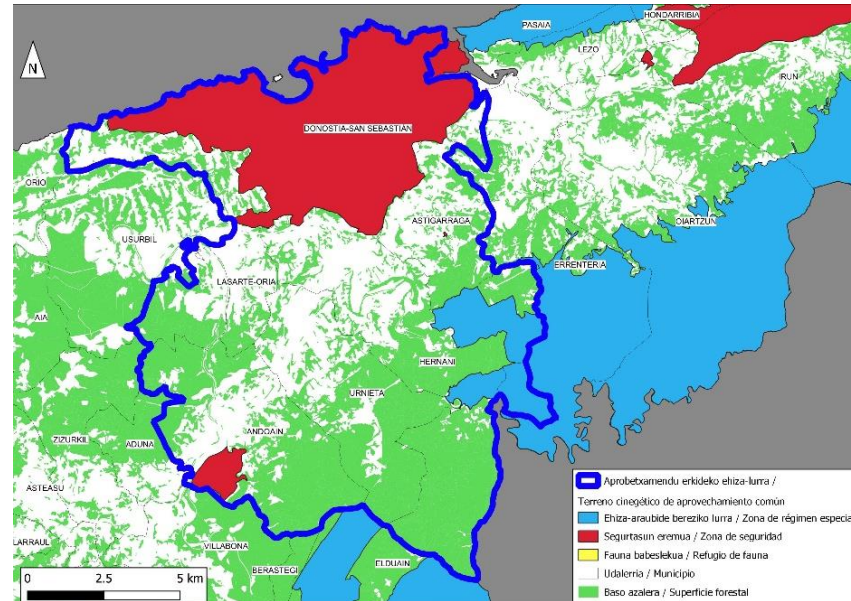 HONDARRIBIA
PASAIA
LEZO
N
IRUN
DONOSTIA-SAN SEBASTIÁN
ORIO
ASTIGARRAGA
OIARTZUN
USURBIL
ERRENTERIA
LASARTE-ORIA
AIA
HERNANI
URNIETA
ANDOAIN
ZIZURKIL
ADUNA
ASTEASU
LARRAUL
VILLABONA
ELDUAIN
BERASTEGI
0 2.5 5 km
Aprobetxamendu erkideko ehiza-lurra /
Terreno cinegético de aprovechamiento común
Ehiza-araubide bereziko lurra / Zona de régimen especia
Segurtasun eremua / Zona de seguridad
Fauna babeslekua / Refugio de fauna
Udalerria / Municipio
Baso azalera / Superficie forestal